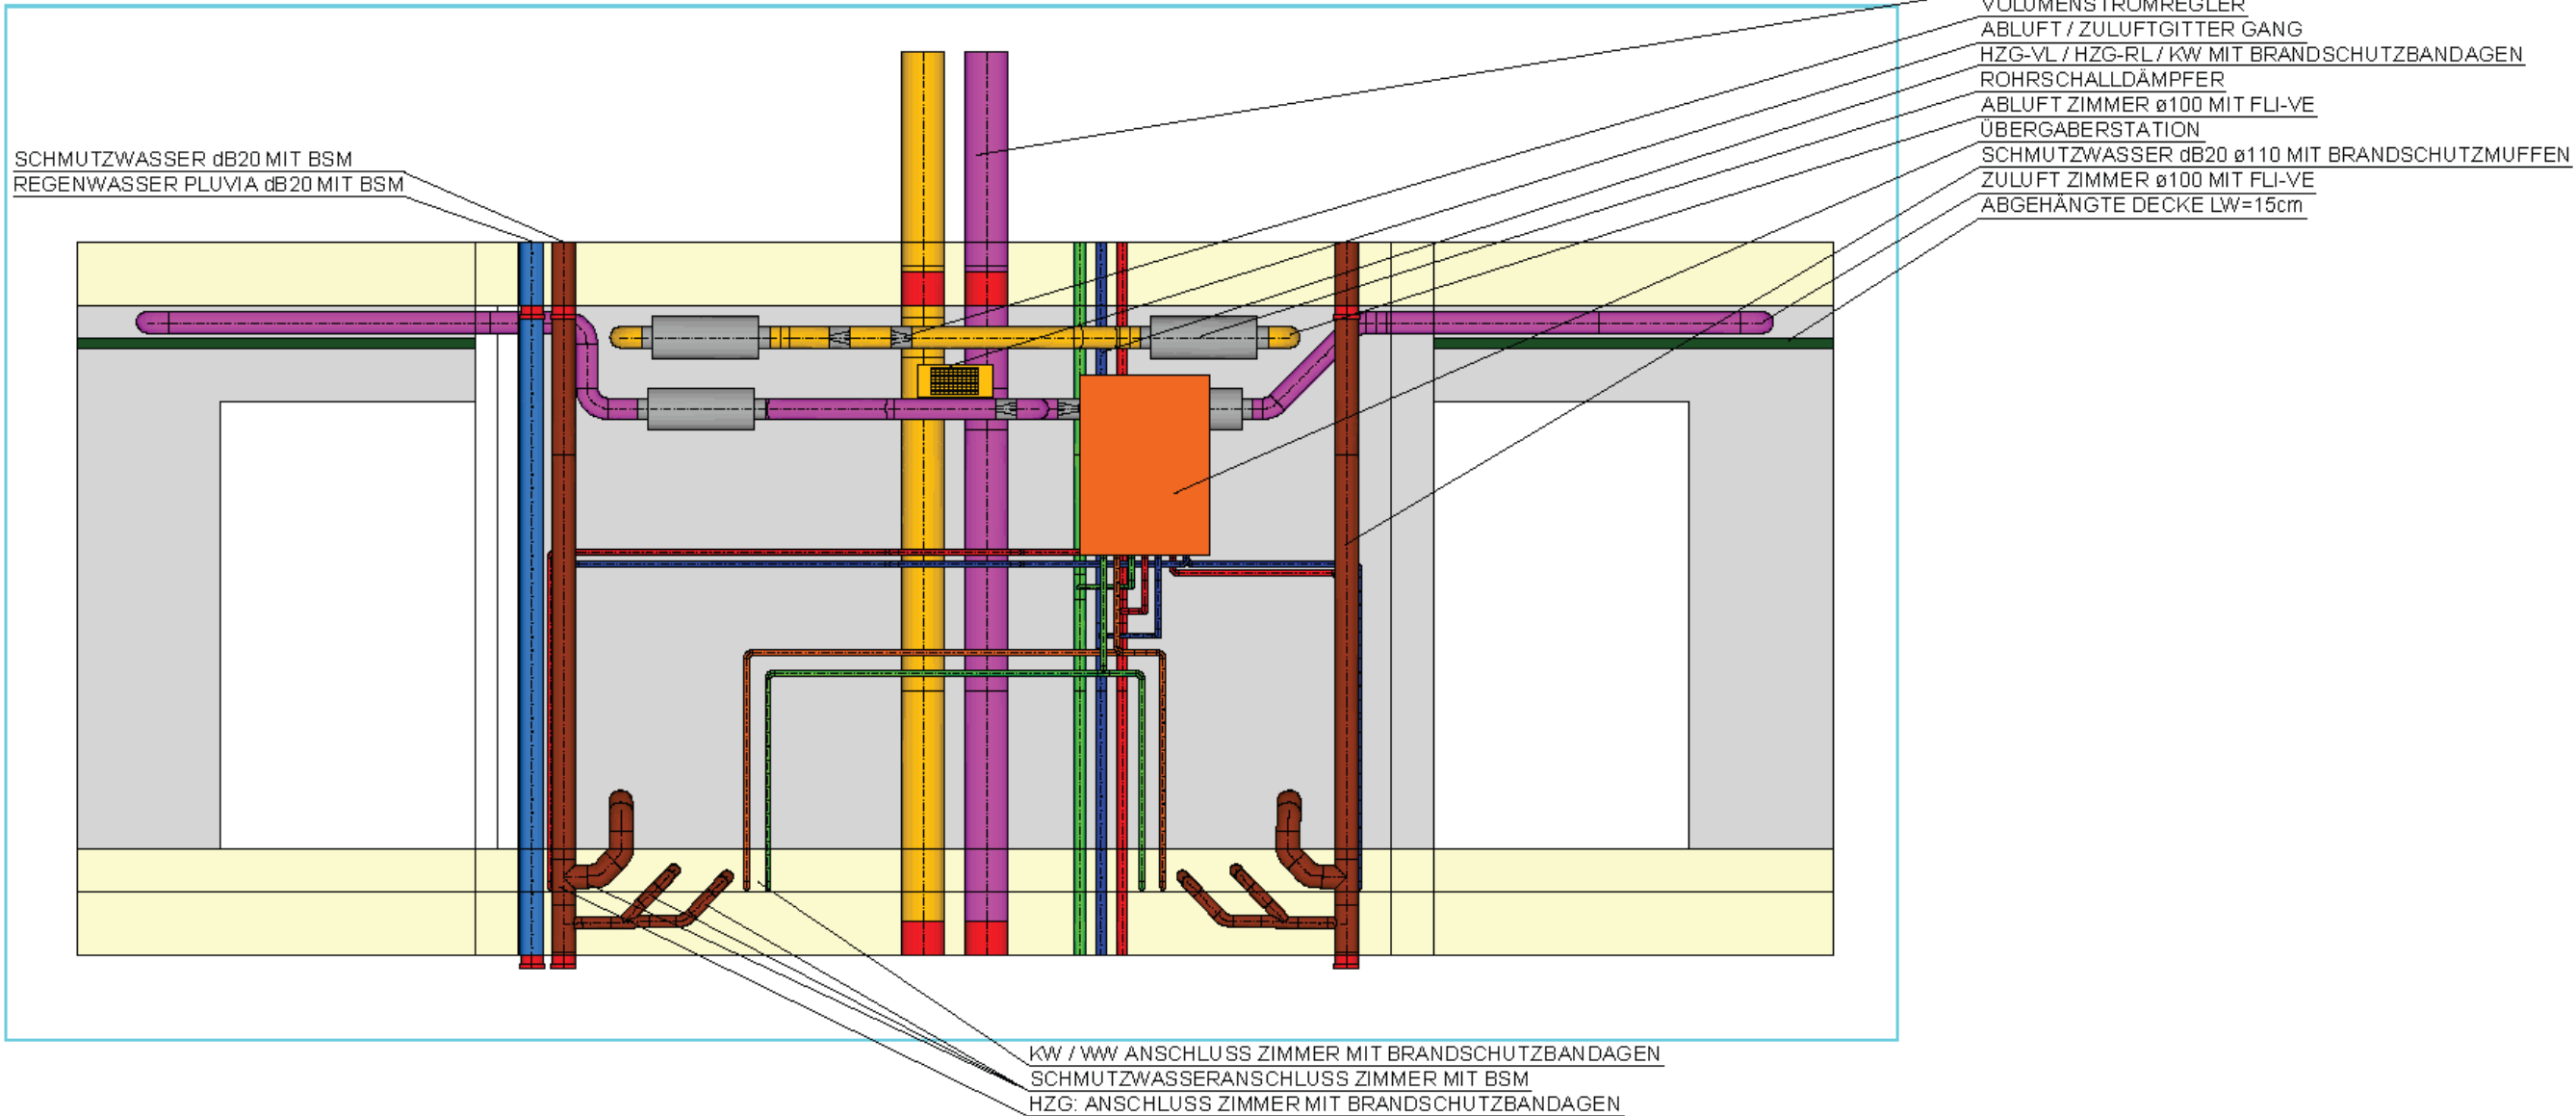 VOLUMENSTROMREGLER
ABLUFT / ZULUFTGITTER GANG
HZG-VL / HZG-RL / KW MIT BRANDSCHUTZBANDAGEN
ROHRSCHALLDÄMPFER
ABLUFT ZIMMER ø100 MIT FLI-VE
ÜBERGABERSTATION
SCHMUTZWASSER dB20 ø110 MIT BRANDSCHUTZMUFFEN
ZULUFT ZIMMER ø100 MIT FLI-VE
ABGEHÄNGTE DECKE LW=15cm
SCHMUTZWASSER dB20 MIT BSM
REGENWASSER PLUVIA dB20 MIT BSM
KW / WW ANSCHLUSS ZIMMER MIT BRANDSCHUTZBANDAGEN
SCHMUTZWASSERANSCHLUSS ZIMMER MIT BSM
HZG: ANSCHLUSS ZIMMER MIT BRANDSCHUTZBANDAGEN